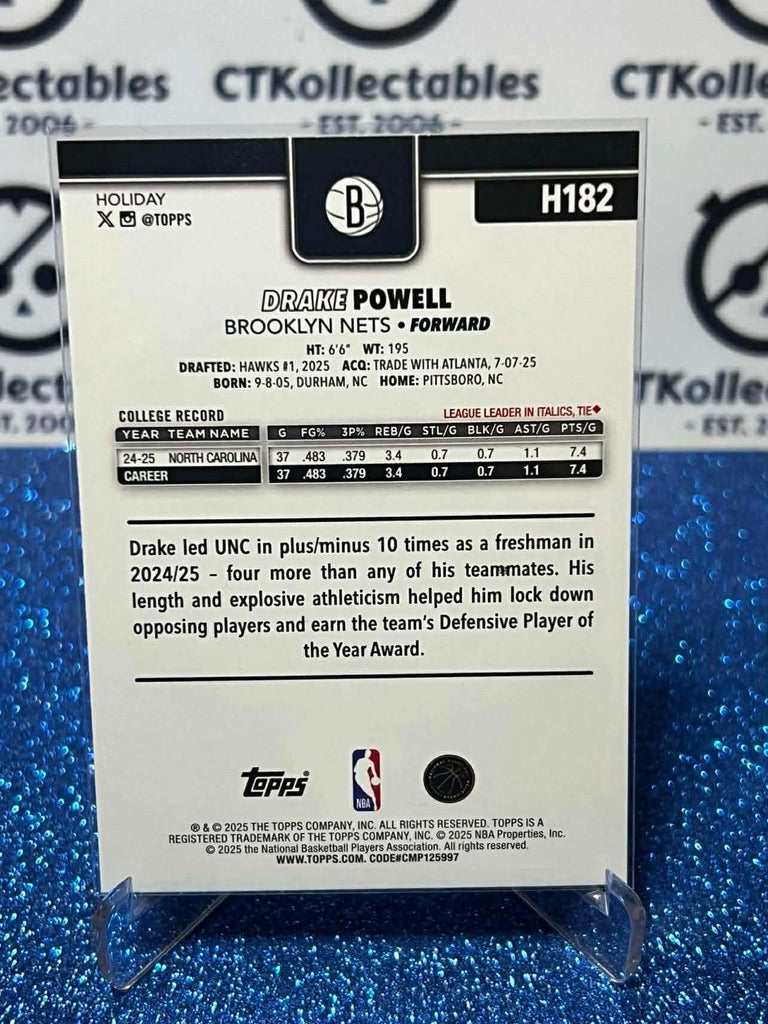 ectables CTKollectables CTKolle
2006 - - EST. 2006 - - EST.
HOLIDAY
@TOPPS
B
H182
DRAKE POWELL
BROOKLYN NETS • FORWARD
HT: 6'6" WT: 195
DRAFTED: HAWKS #1, 2025 ACQ: TRADE WITH ATLANTA, 7-07-25
BORN: 9-8-05, DURHAM, NC HOME: PITTSBORO, NC
COLLEGE RECORD LEAGUE LEADER IN ITALICS, TIE◆
YEAR TEAM NAME G FG% 3P% REB/G STL/G BLK/G AST/G PTS/G
24-25 NORTH CAROLINA 37 .483 .379 3.4 0.7 0.7 1.1 7.4
CAREER 37 .483 .379 3.4 0.7 0.7 1.1 7.4
Drake led UNC in plus/minus 10 times as a freshman in
2024/25 – four more than any of his teammates. His
length and explosive athleticism helped him lock down
opposing players and earn the team's Defensive Player of
the Year Award.
Topps®
NBA
® & © 2025 THE TOPPS COMPANY, INC. ALL RIGHTS RESERVED. TOPPS IS A
REGISTERED TRADEMARK OF THE TOPPS COMPANY, INC. © 2025 NBA Properties, Inc.
© 2025 the National Basketball Players Association. All rights reserved.
WWW.TOPPS.COM. CODE#CMP125997